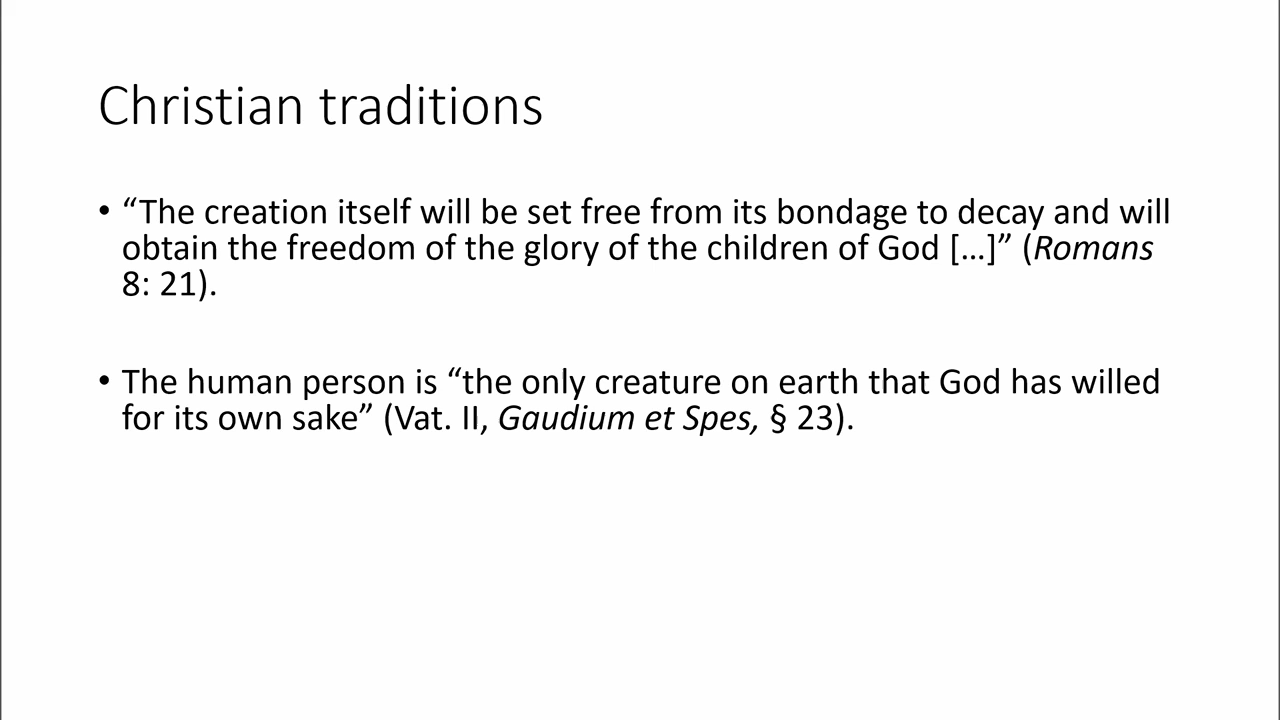 Christian traditions
• “The creation itself will be set free from its bondage to decay and will
obtain the freedom of the glory of the children of God [...]” (Romans
8: 21).
• The human person is “the only creature on earth that God has willed
for its own sake” (Vat. II, Gaudium et Spes, § 23).